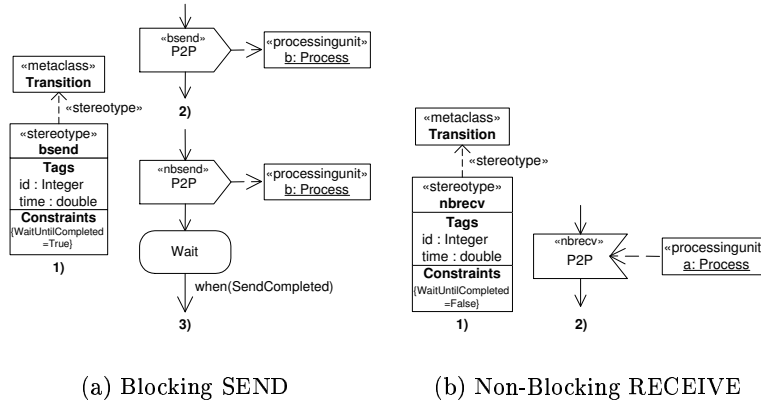 «metaclass»
Transition
«stereotype»
«stereotype»
bsend
Tags
id : Integer
time : double
Constraints
{WaitUntilCompleted
=True}
1)
«bsend»
P2P
«processingunit»
b: Process
2)
«nbsend»
P2P
«processingunit»
b: Process
Wait
when(SendCompleted)
3)
(a) Blocking SEND
«metaclass»
Transition
«stereotype»
«stereotype»
nbrecv
Tags
id : Integer
time : double
Constraints
{WaitUntilCompleted
=False}
1)
«nbrecv»
P2P
«processingunit»
a: Process
2)
(b) Non-Blocking RECEIVE